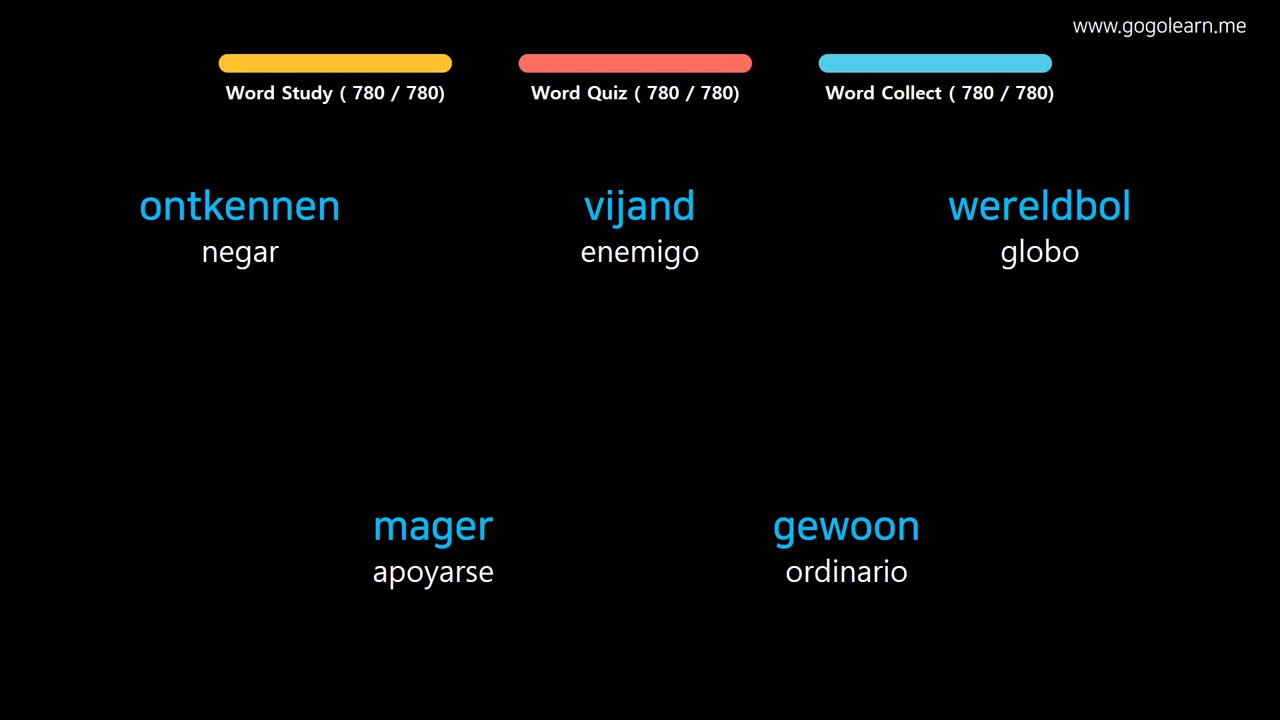 www.gogolearn.me
Word Study ( 780 / 780)
Word Quiz ( 780 / 780)
Word Collect ( 780 / 780)
ontkennen
negar
vijand
enemigo
wereldbol
globo
mager
apoyarse
gewoon
ordinario